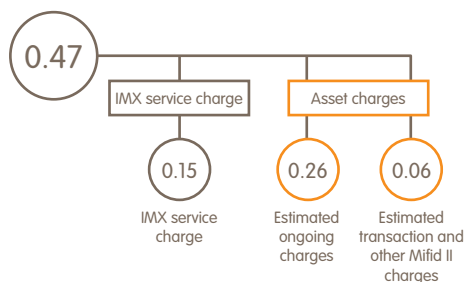 0.47
IMX service charge
Asset charges
0.15
0.26
0.06
IMX service
charge
Estimated
ongoing
charges
Estimated
transaction and
other Mifid II
charges